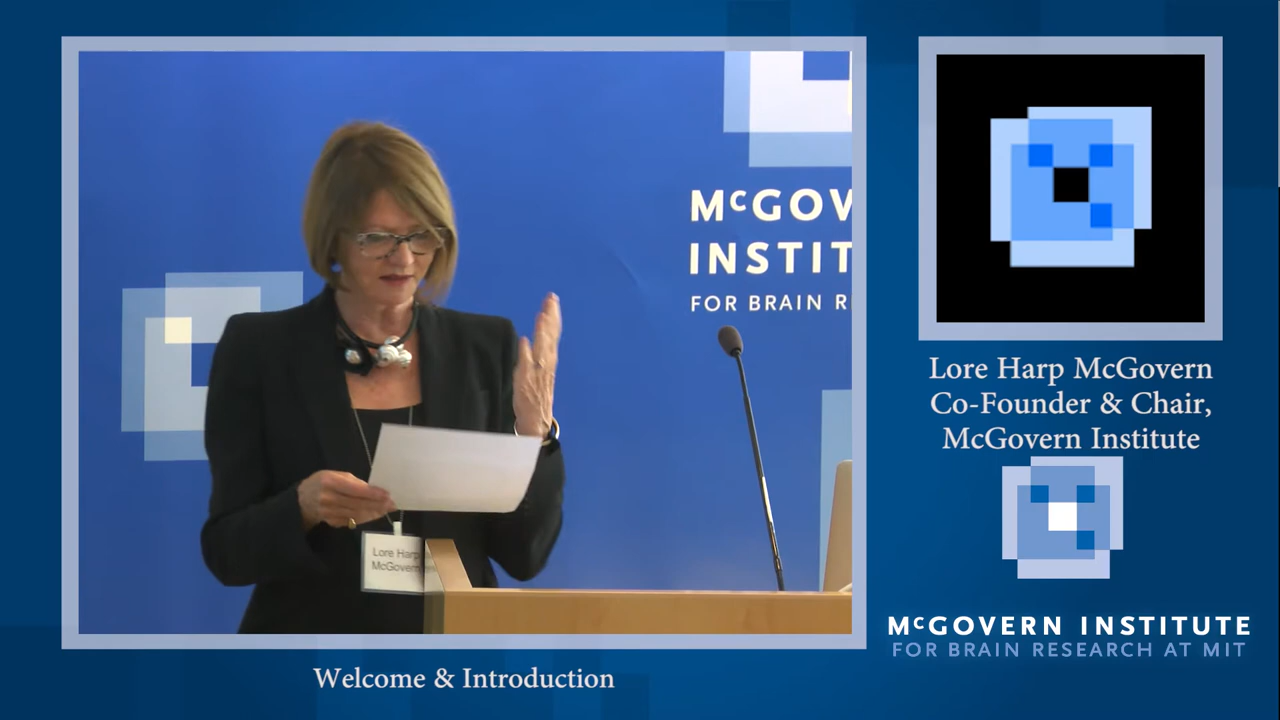 McGOV
INSTIT
FOR BRAIN R
Lore Harp
McGovern
Welcome & Introduction
Lore Harp McGovern
Co-Founder & Chair,
McGovern Institute
McGOVERN INSTITUTE
FOR BRAIN RESEARCH AT MIT